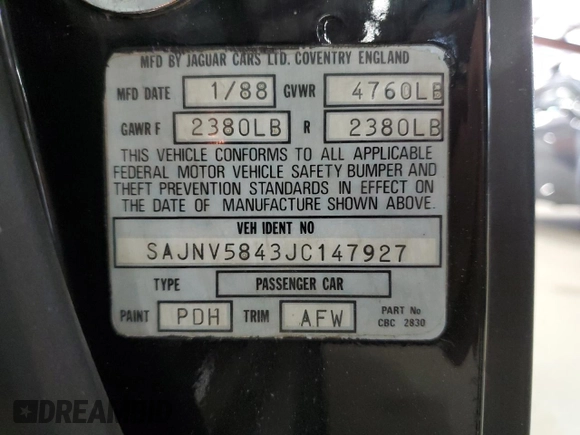 MFD BY JAGUAR CARS LTD. COVENTRY ENGLAND
MFD DATE 1/88 GVWR 4760LB
GAWR F 2380LB R 2380LB
THIS VEHICLE CONFORMS TO ALL APPLICABLE
FEDERAL MOTOR VEHICLE SAFETY BUMPER AND
THEFT PREVENTION STANDARDS IN EFFECT ON
THE DATE OF MANUFACTURE SHOWN ABOVE.
VEH IDENT NO
SAJNV5843JC147927
TYPE PASSENGER CAR
PAINT PDH TRIM AFW PART No
CBC 2830